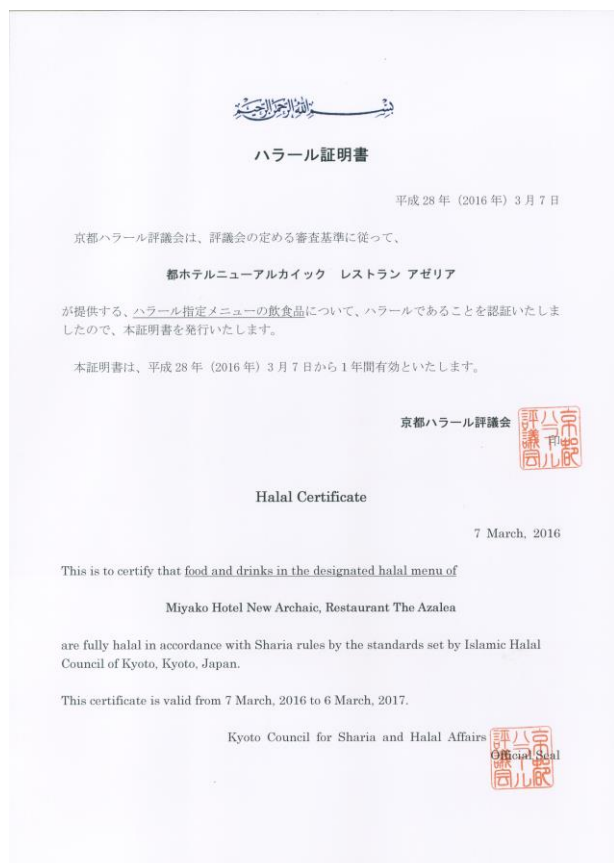 بسم الله الرحمن الرحيم
ハラール証明書
平成 28 年（2016 年）3 月 7 日
京都ハラール評議会は、評議会の定める審査基準に従って、
都ホテルニューアルカイック　レストラン アゼリア
が提供する、ハラール指定メニューの飲食品について、ハラールであることを認証いたしま
したので、本証明書を発行いたします。
本証明書は、平成 28 年（2016 年）3 月 7 日から 1 年間有効といたします。
京都ハラール評議会　印
京都
ハラール
評議会
Halal Certificate
7 March, 2016
This is to certify that food and drinks in the designated halal menu of
Miyako Hotel New Archaic, Restaurant The Azalea
are fully halal in accordance with Sharia rules by the standards set by Islamic Halal
Council of Kyoto, Kyoto, Japan.
This certificate is valid from 7 March, 2016 to 6 March, 2017.
Kyoto Council for Sharia and Halal Affairs
Official Seal
京都
ハラール
評議会